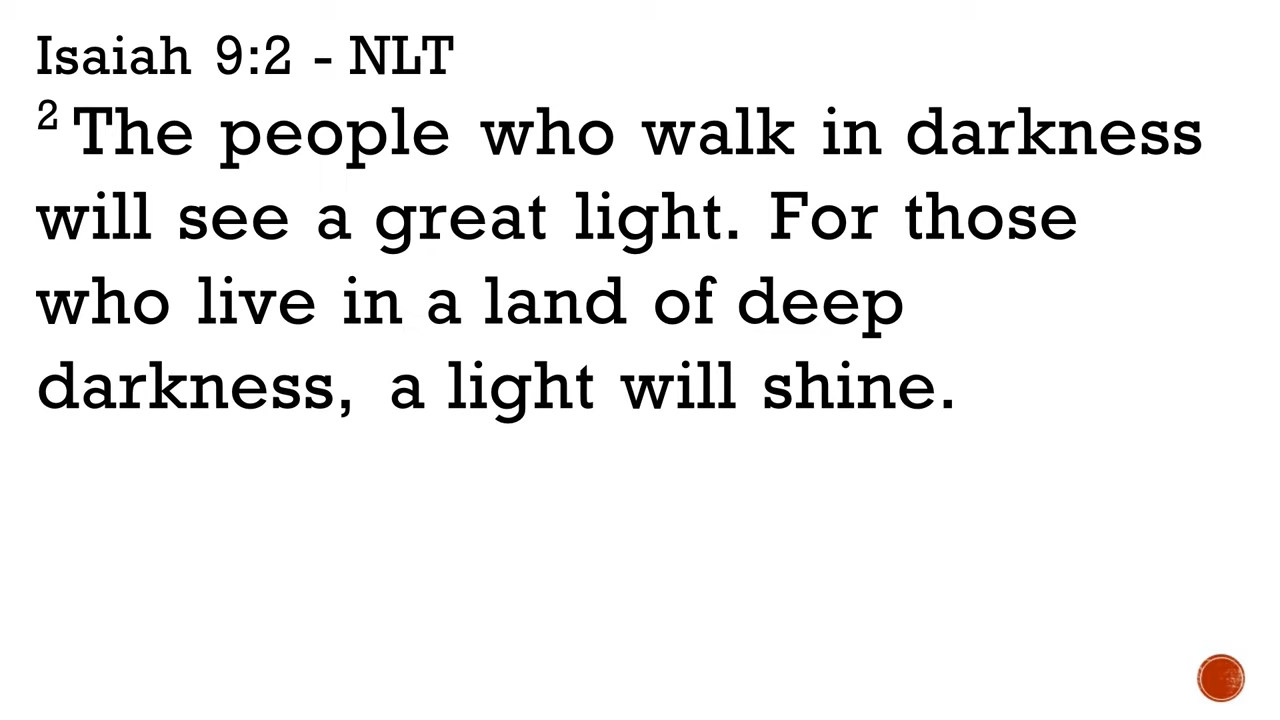 Isaiah 9:2 - NLT
2 The people who walk in darkness
will see a great light. For those
who live in a land of deep
darkness, a light will shine.